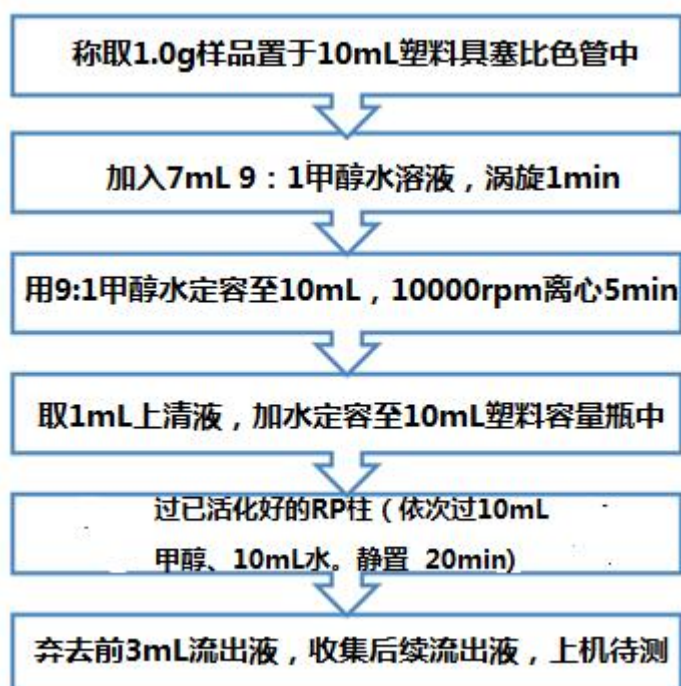 称取1.0g样品置于10mL塑料具塞比色管中
加入7mL 9：1甲醇水溶液，涡旋1min
用9:1甲醇水定容至10mL，10000rpm离心5min
取1mL上清液，加水定容至10mL塑料容量瓶中
过已活化好的RP柱（依次过10mL
甲醇、10mL水。静置 20min)
弃去前3mL流出液，收集后续流出液，上机待测